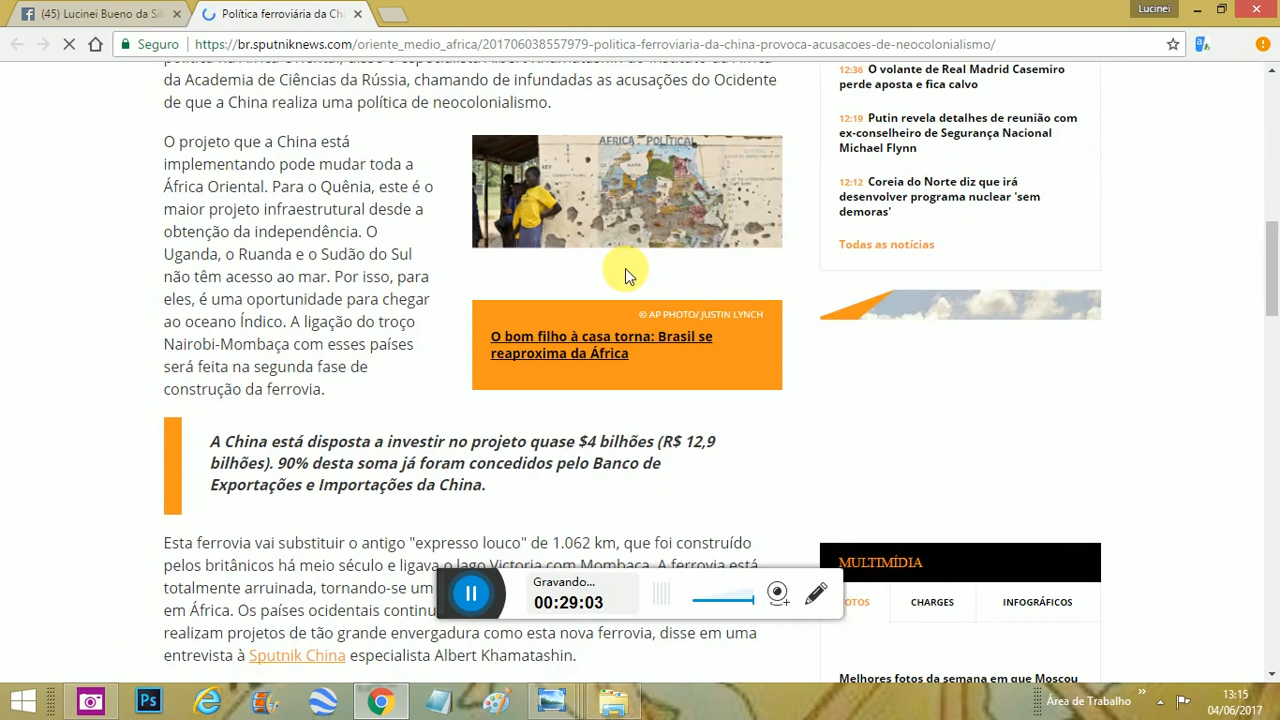 (45) Lucinei Bueno da Sil
Política ferroviária da Ch
Lucinei
Seguro
https://br.sputniknews.com/oriente_medio_africa/201706038557979-politica-ferroviaria-da-china-provoca-acusacoes-de-neocolonialismo/
da Academia de Ciências da Rússia, chamando de infundadas as acusações do Ocidente
de que a China realiza uma política de neocolonialismo.
O projeto que a China está
implementando pode mudar toda a
África Oriental. Para o Quênia, este é o
maior projeto infraestrutural desde a
obtenção da independência. O
Uganda, o Ruanda e o Sudão do Sul
não têm acesso ao mar. Por isso, para
eles, é uma oportunidade para chegar
ao oceano Índico. A ligação do troço
Nairobi-Mombaça com esses países
será feita na segunda fase de
construção da ferrovia.
AFRICA POLITICAL
© AP PHOTO/ JUSTIN LYNCH
O bom filho à casa torna: Brasil se
reaproxima da África
A China está disposta a investir no projeto quase $4 bilhões (R$ 12,9
bilhões). 90% desta soma já foram concedidos pelo Banco de
Exportações e Importações da China.
Esta ferrovia vai substituir o antigo "expresso louco" de 1.062 km, que foi construído
pelos britânicos há meio século e ligava o lago Victoria com Mombaça. A ferrovia está
totalmente arruinada, tornando-se um
em África. Os países ocidentais continu
realizam projetos de tão grande envergadura como esta nova ferrovia, disse em uma
entrevista à Sputnik China especialista Albert Khamatashin.
12:36 O volante de Real Madrid Casemiro
perde aposta e fica calvo
12:19 Putin revela detalhes de reunião com
ex-conselheiro de Segurança Nacional
Michael Flynn
12:12 Coreia do Norte diz que irá
desenvolver programa nuclear 'sem
demoras'
Todas as notícias
MULTIMÍDIA
OTOS
CHARGES
INFOGRÁFICOS
Melhores fotos da semana em que Moscou
Gravando...
00:29:03
Área de Trabalho
13:15
04/06/2017